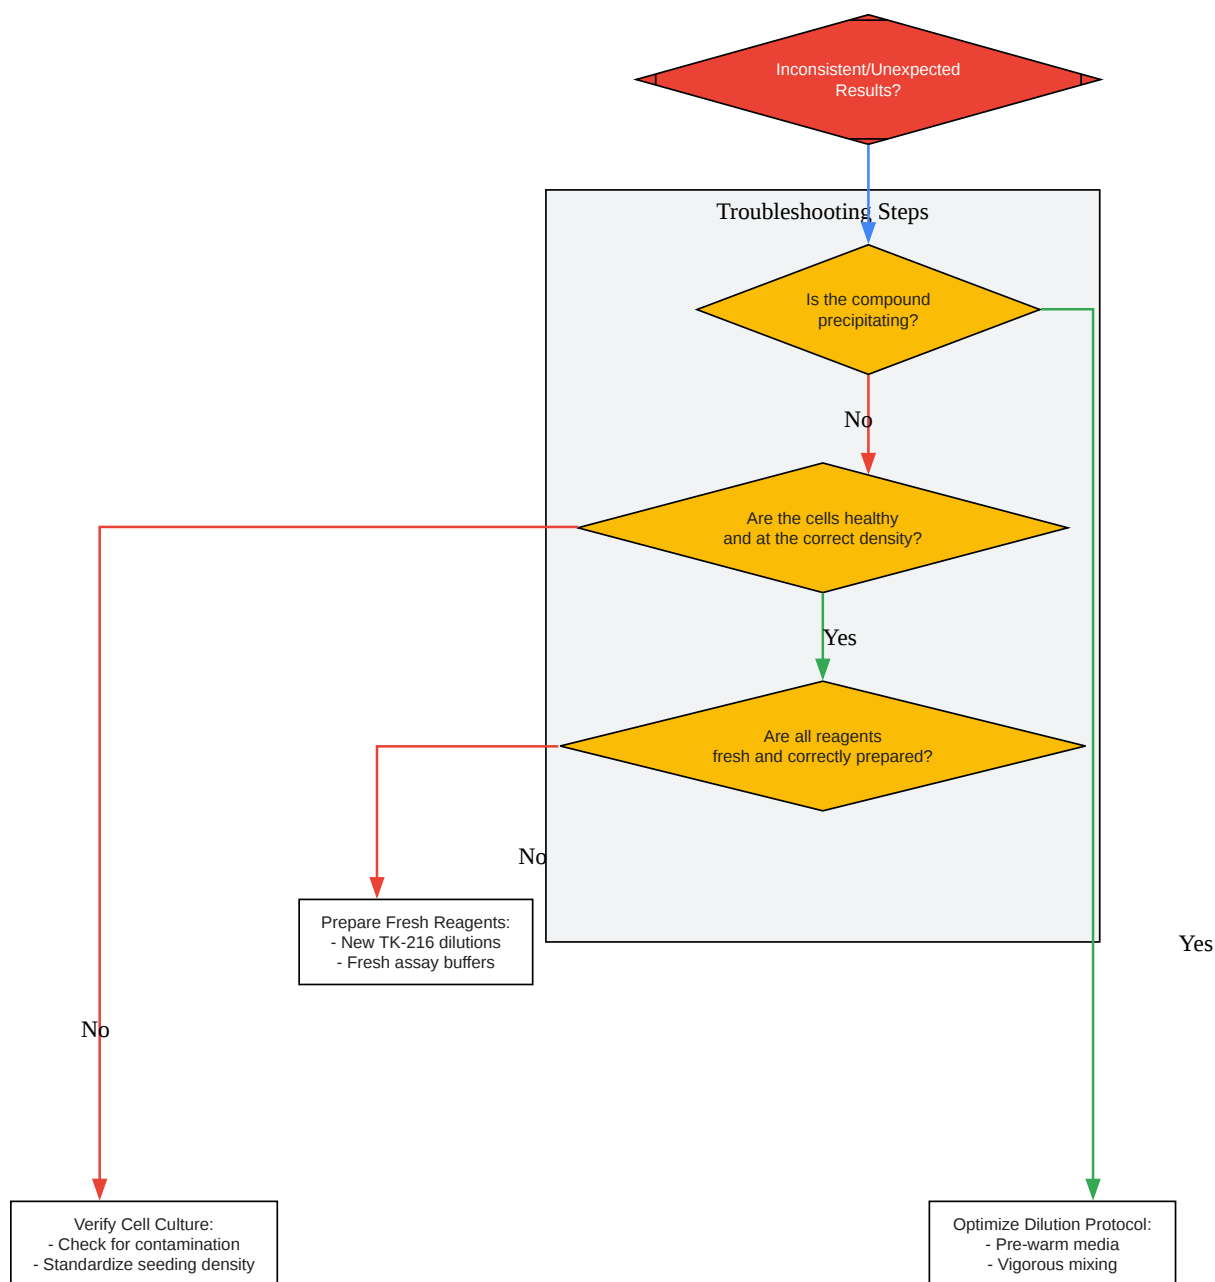 Inconsistent/Unexpected
Results?
Troubleshooting Steps
Is the compound
precipitating?
No
Are the cells healthy
and at the correct density?
Yes
Are all reagents
fresh and correctly prepared?
No
Prepare Fresh Reagents:
- New TK-216 dilutions
- Fresh assay buffers
Yes
No
Verify Cell Culture:
- Check for contamination
- Standardize seeding density
Optimize Dilution Protocol:
- Pre-warm media
- Vigorous mixing